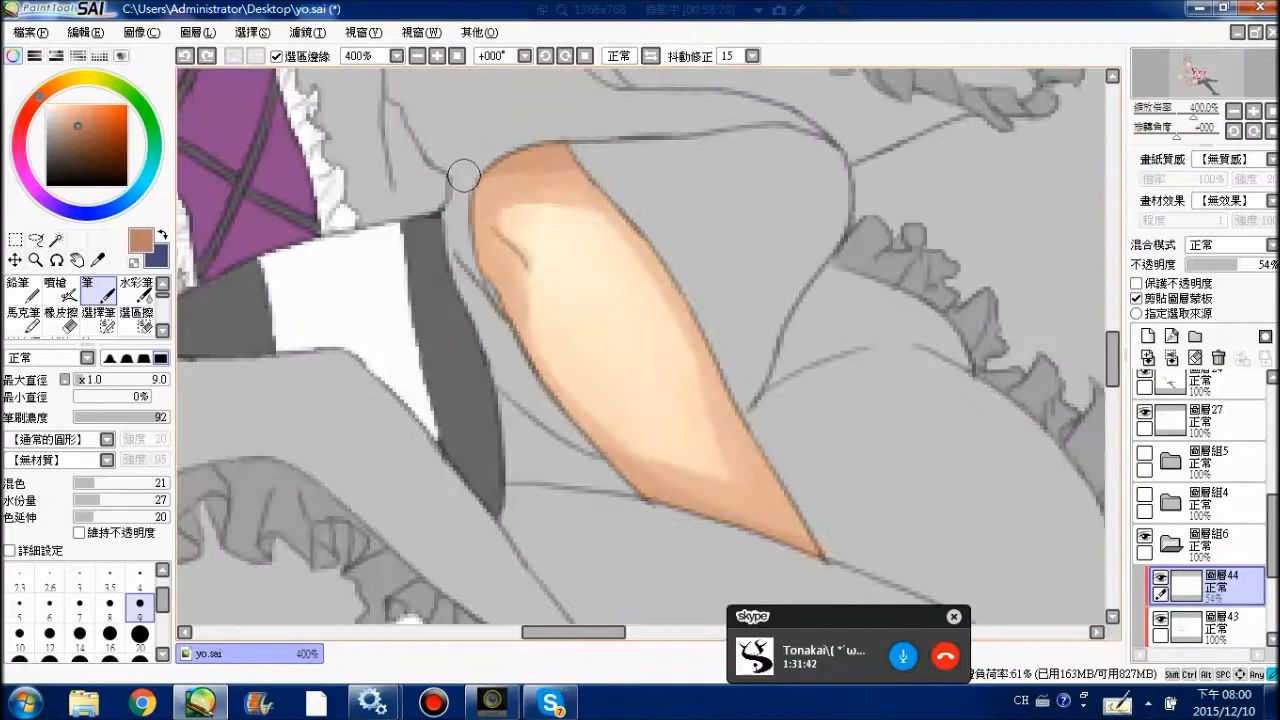 PaintTool SAI C:\Users\Administrator\Desktop\yo.sai (*)
1366x768 錄影中 [00:53:20]
檔案(F) 編輯(E) 圖像(C) 圖層(L) 選擇(S) 濾鏡(T) 視窗(V) 視窗(W) 其他(O)
選區邊緣 400% +000° 正常 抖動修正 15
縮放倍率 400.0%
旋轉角度 +000
畫紙質感 【無質感】
倍率 100% 強度 20
畫材效果 【無效果】
程度 1 強度 100
混合模式 正常
不透明度 54%
保護不透明度
剪貼圖層蒙板
指定選取來源
鉛筆 噴槍 筆 水彩筆
馬克筆 橡皮擦 選擇筆 選區擦
正常
最大直徑 x 1.0 9.0
最小直徑 0%
筆刷濃度 92
【通常的圓形】 強度 20
【無材質】 強度 95
混色 21
水份量 27
色延伸 20
維持不透明度
詳細設定
2.3 2.6 3 3.5 4
5 6 7 8 9
10 12 14 16 20
圖層24
正常
100%
圖層27
正常
100%
圖層組5
正常
100%
圖層組4
正常
100%
圖層組6
正常
100%
圖層44
正常
54%
圖層43
正常
100%
skype
Tonakai\( *´ω...
1:31:42
yo.sai 400%
負荷率:61% (已用163MB/可用827MB) Shift Ctrl Alt SPC Any
CH 下午 08:00
2015/12/10